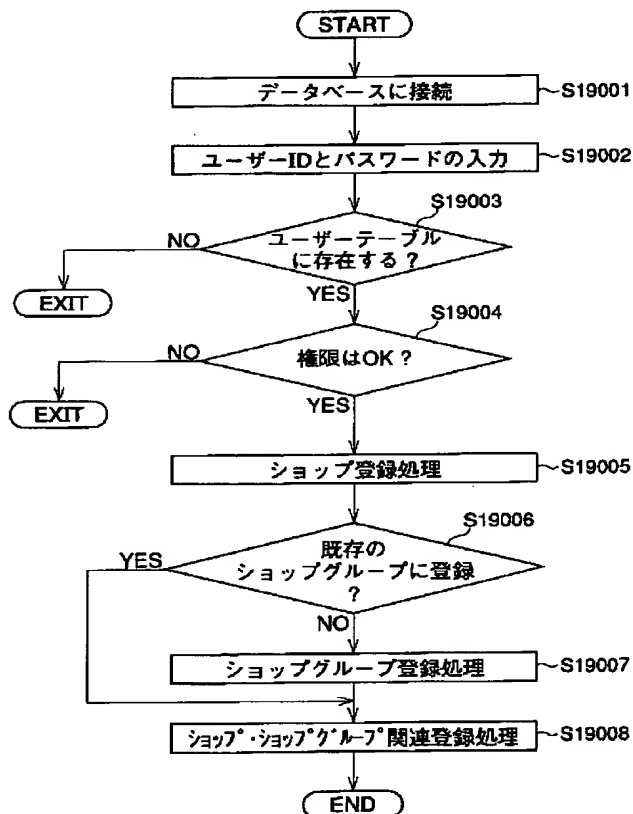 START
データベースに接続
S19001
ユーザーIDとパスワードの入力
S19002
S19003
ユーザーテーブル
に存在する？
NO
EXIT
YES
S19004
権限はOK？
NO
EXIT
YES
ショップ登録処理
S19005
S19006
既存の
ショップグループに登録
？
YES
NO
ショップグループ登録処理
S19007
ｼｮｯﾌﾟ･ｼｮｯﾌﾟｸﾞﾙｰﾌﾟ関連登録処理
S19008
END